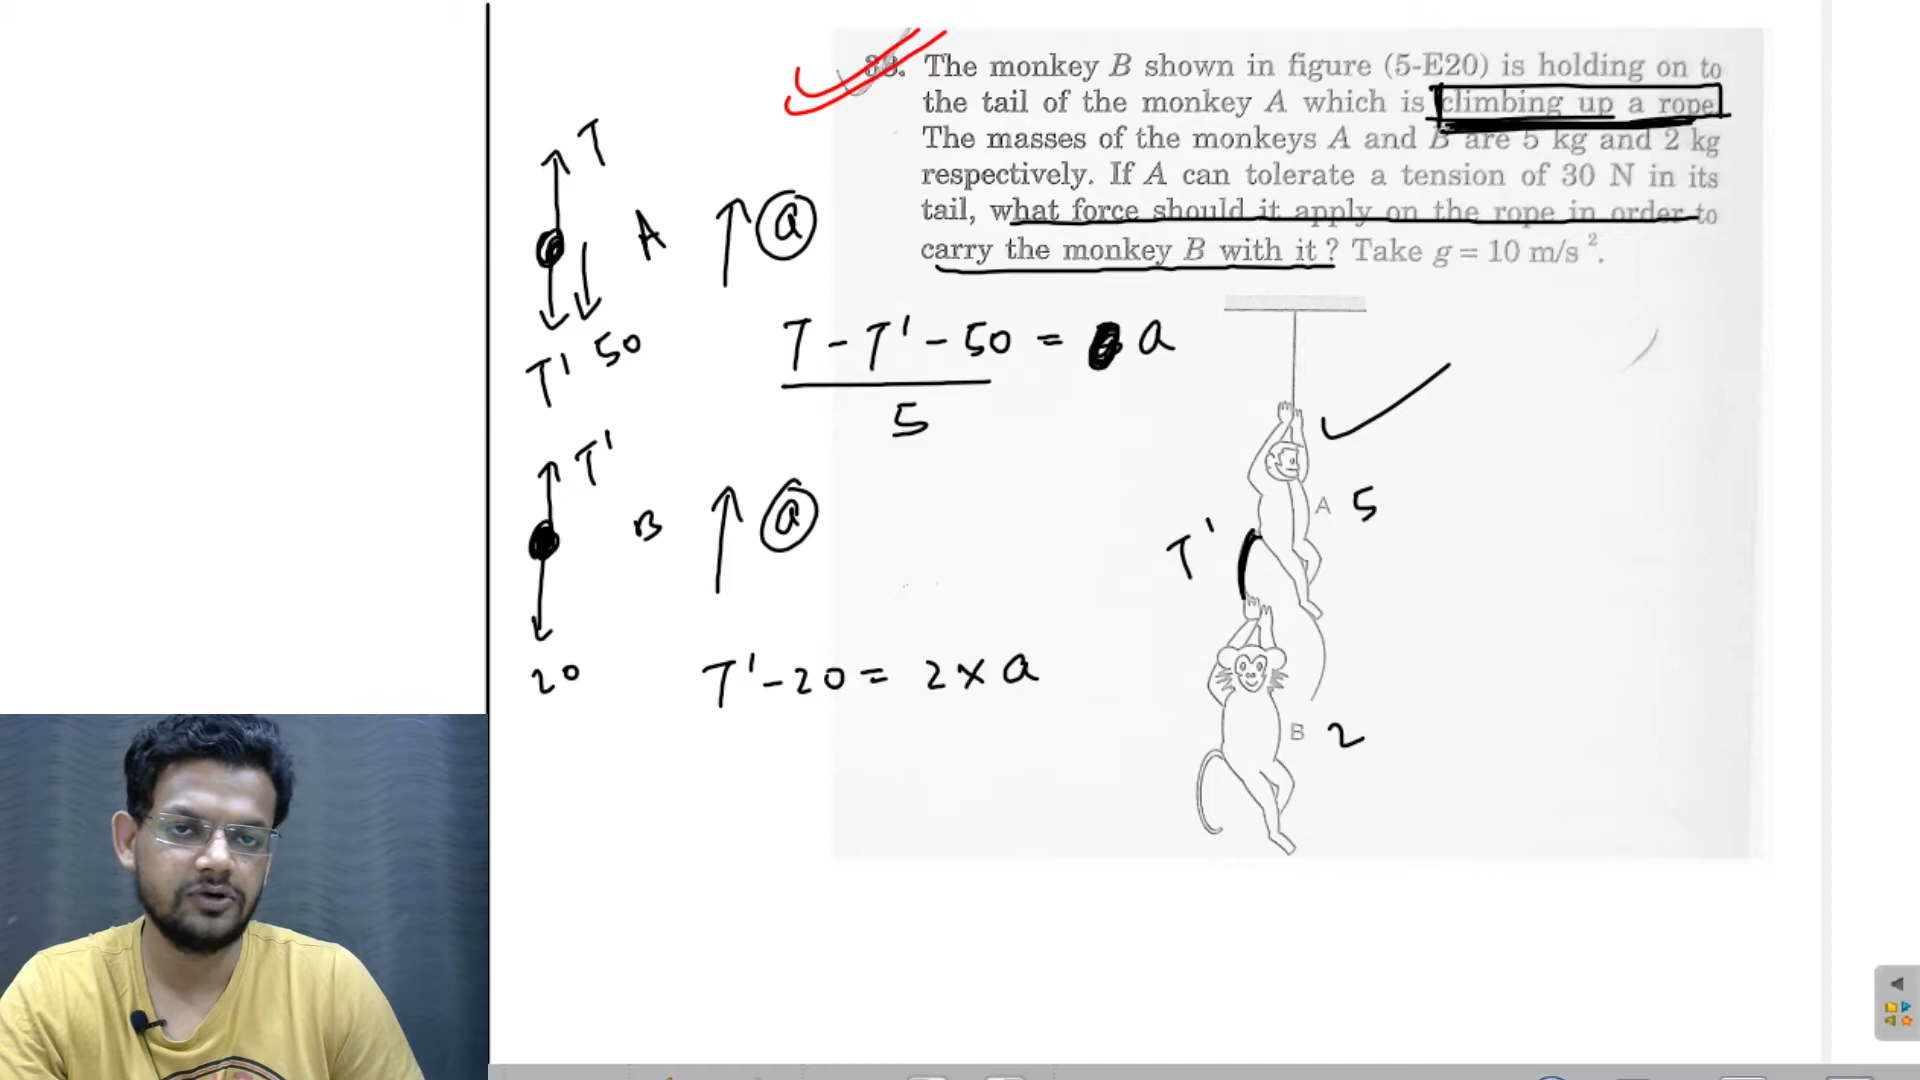 38. The monkey B shown in figure (5-E20) is holding on to
the tail of the monkey A which is climbing up a rope.
The masses of the monkeys A and B are 5 kg and 2 kg
respectively. If A can tolerate a tension of 30 N in its
tail, what force should it apply on the rope in order to
carry the monkey B with it ? Take g = 10 m/s ².
T
A
a
T' 50
T - T' - 50 = a
5
T'
B
a
20
T' - 20 = 2 × a
A 5
T'
B 2